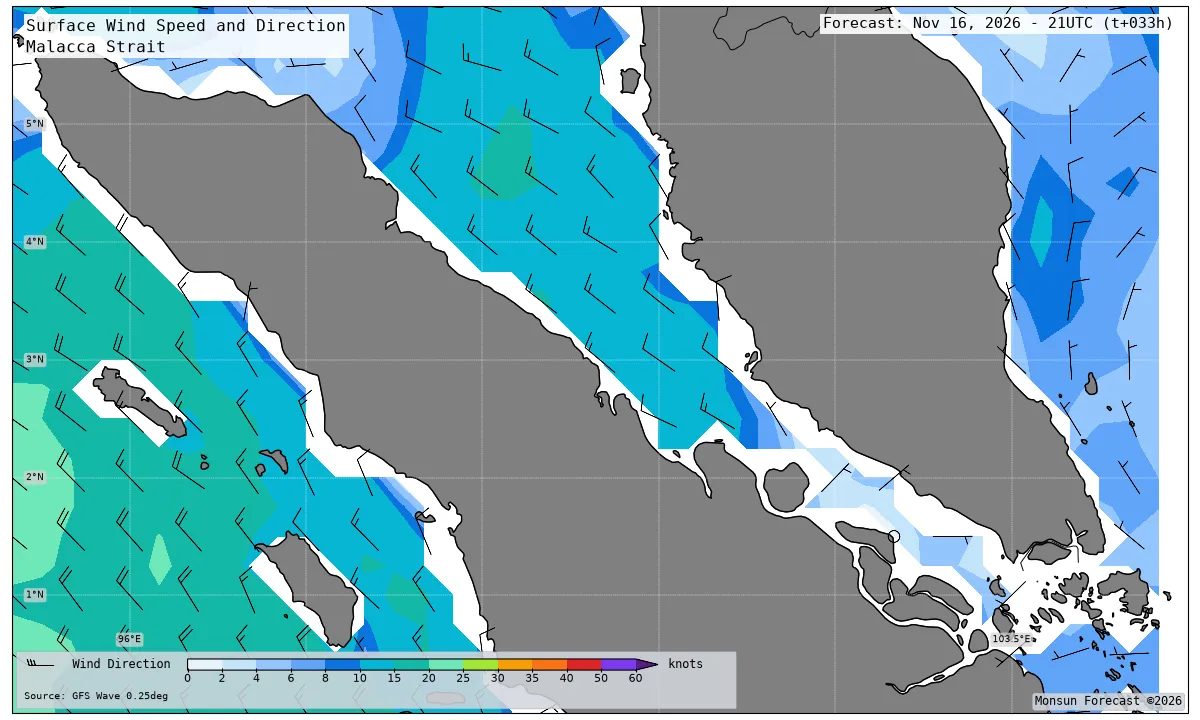 Surface Wind Speed and Direction
Malacca Strait
Forecast: Nov 16, 2026 - 21UTC (t+033h)
5°N
4°N
3°N
2°N
1°N
96°E
103.5°E
Wind Direction
0 2 4 6 8 10 15 20 25 30 35 40 50 60
knots
Source: GFS Wave 0.25deg
Monsun Forecast ©2026